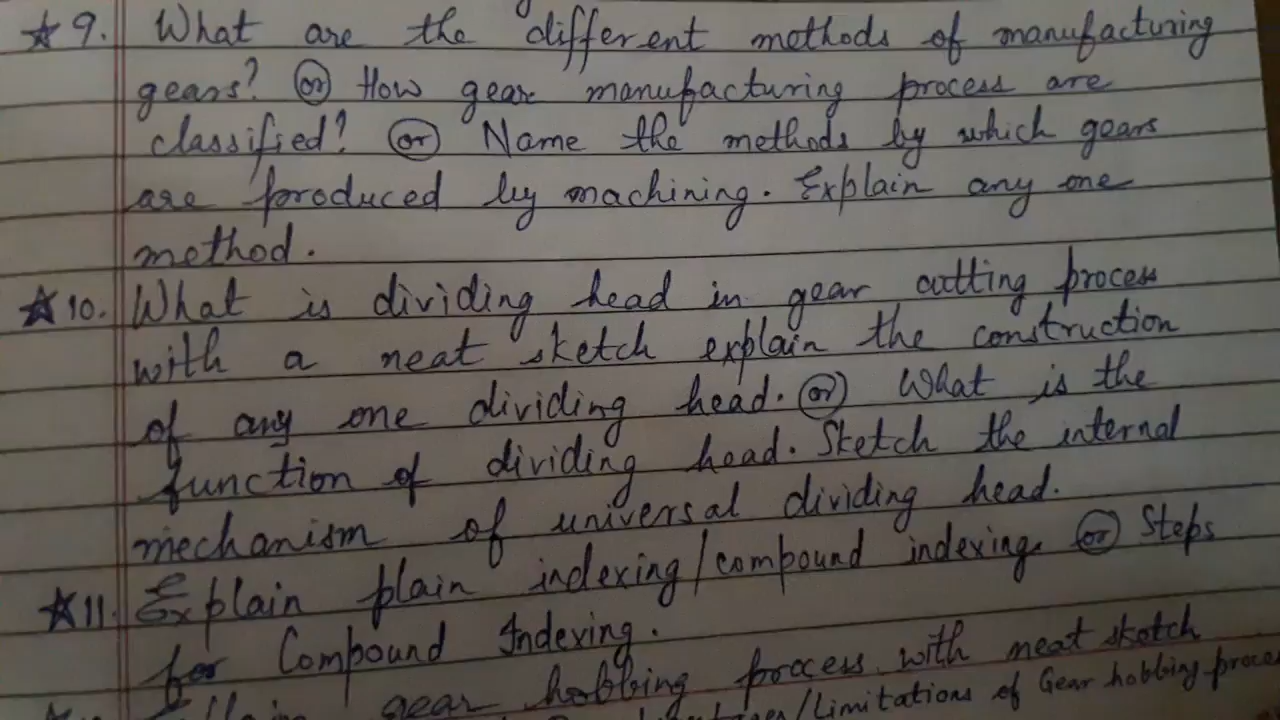 ☆ 9. What are the different methods of manufacturing
gears? (or) How gear manufacturing process are
classified? (or) Name the methods by which gears
are produced by machining. Explain any one
method.
☆ 10. What is dividing head in gear cutting process
with a neat sketch explain the construction
of any one dividing head. (or) What is the
function of dividing head. Sketch the internal
mechanism of universal dividing head.
☆ 11. Explain plain indexing/compound indexing. (or) Steps
for Compound Indexing.
gear hobbing process with neat sketch
/limitations of Gear hobbing